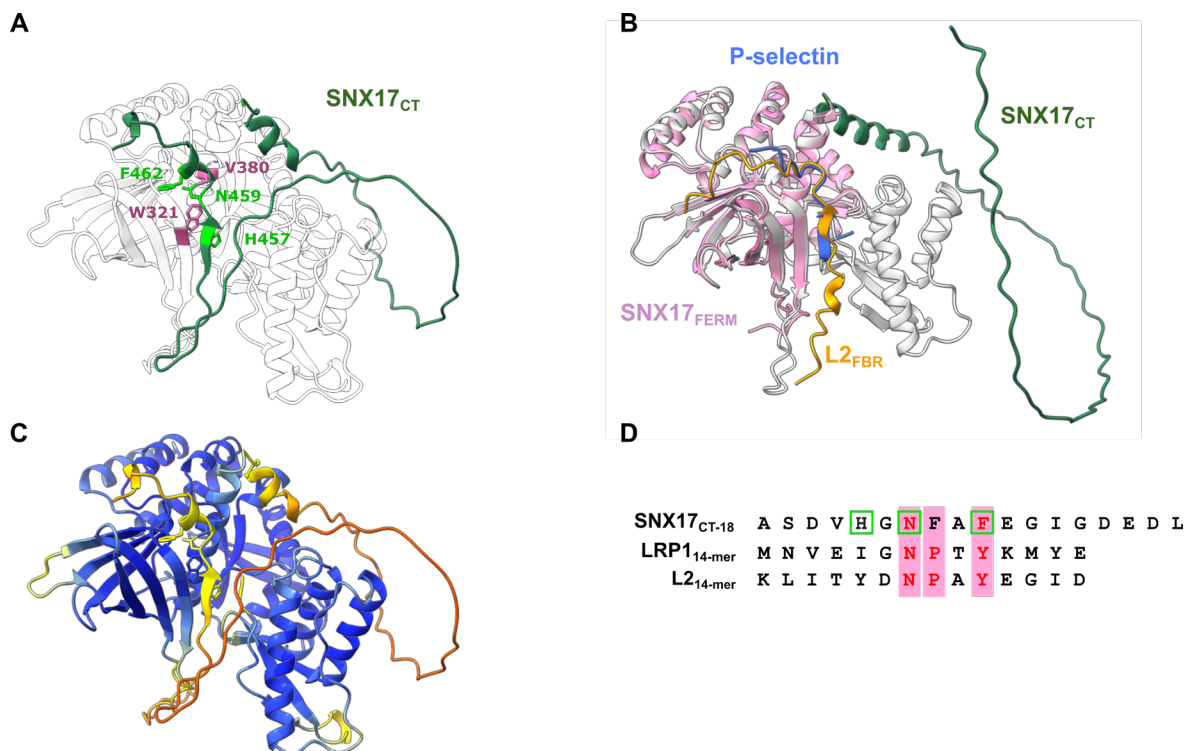 A
SNX17CT
F462
V380
N459
W321
H457
B
P-selectin
SNX17CT
SNX17FERM
L2FBR
C
D
SNX17CT-18 A S D V H G N F A F E G I G D E D L
LRP114-mer M N V E I G N P T Y K M Y E
L214-mer K L I T Y D N P A Y E G I D